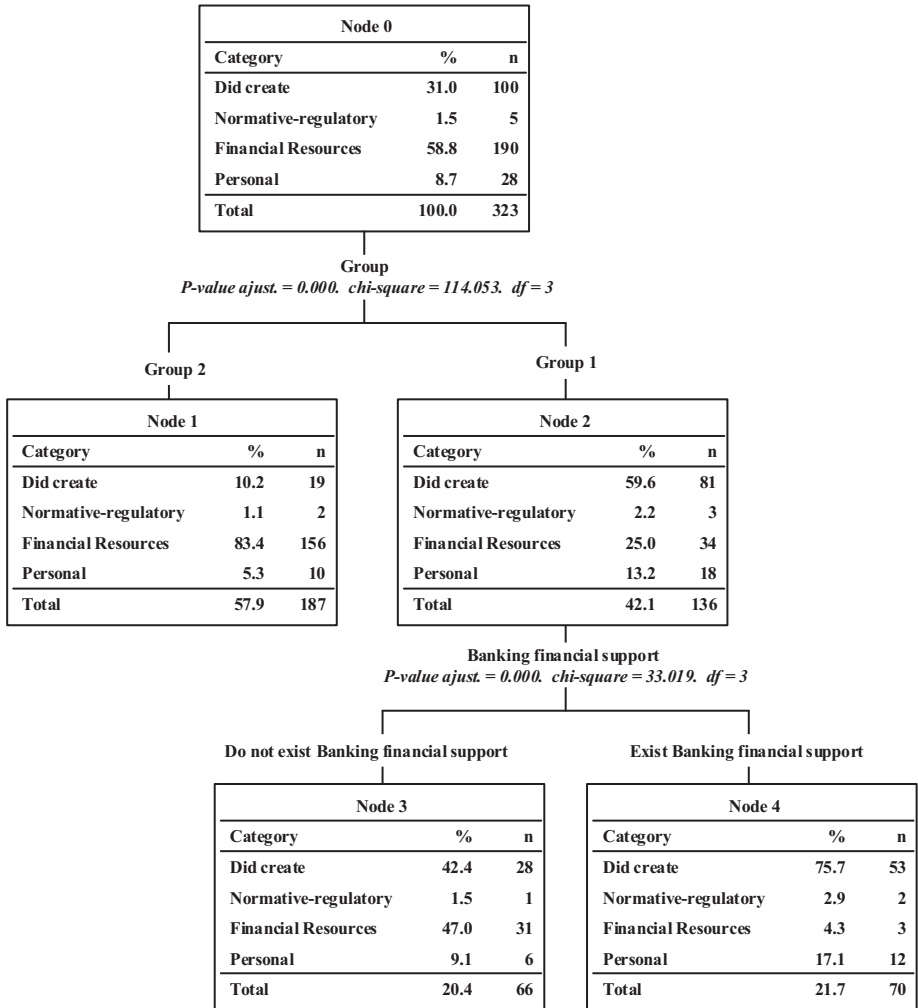 Node 0
Category % n
Did create 31.0 100
Normative-regulatory 1.5 5
Financial Resources 58.8 190
Personal 8.7 28
Total 100.0 323
Group
P-value ajust. = 0.000. chi-square = 114.053. df = 3
Group 2
Group 1
Node 1
Category % n
Did create 10.2 19
Normative-regulatory 1.1 2
Financial Resources 83.4 156
Personal 5.3 10
Total 57.9 187
Node 2
Category % n
Did create 59.6 81
Normative-regulatory 2.2 3
Financial Resources 25.0 34
Personal 13.2 18
Total 42.1 136
Banking financial support
P-value ajust. = 0.000. chi-square = 33.019. df = 3
Do not exist Banking financial support
Exist Banking financial support
Node 3
Category % n
Did create 42.4 28
Normative-regulatory 1.5 1
Financial Resources 47.0 31
Personal 9.1 6
Total 20.4 66
Node 4
Category % n
Did create 75.7 53
Normative-regulatory 2.9 2
Financial Resources 4.3 3
Personal 17.1 12
Total 21.7 70